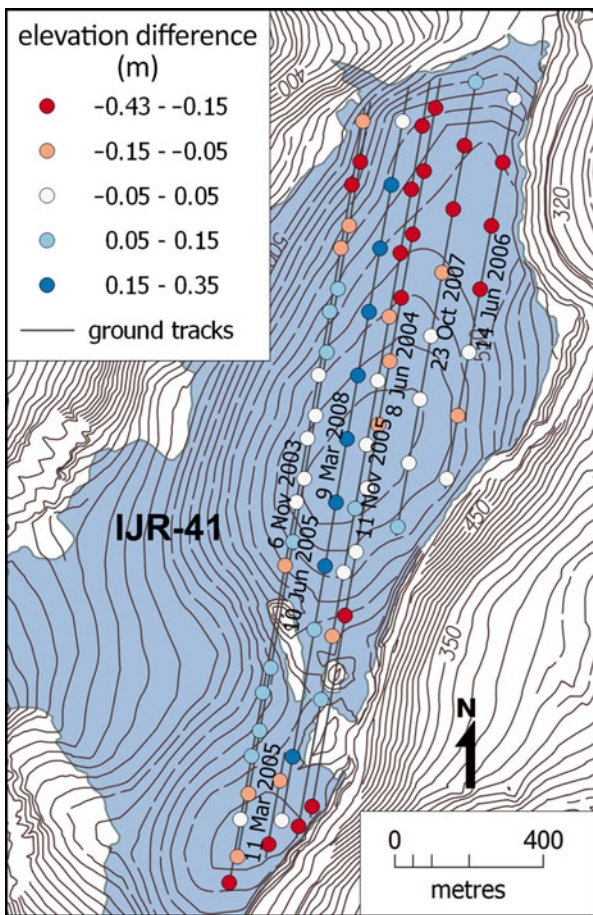 elevation difference
(m)
−0.43 - −0.15
−0.15 - −0.05
−0.05 - 0.05
0.05 - 0.15
0.15 - 0.35
ground tracks
400
320
14 Jun 2006
23 Oct 2007
8 Jun 2004
9 Mar 2008
11 Nov 2005
6 Nov 2003
450
IJR-41
10 Jun 2005
350
N
11 Mar 2005
0 400
metres